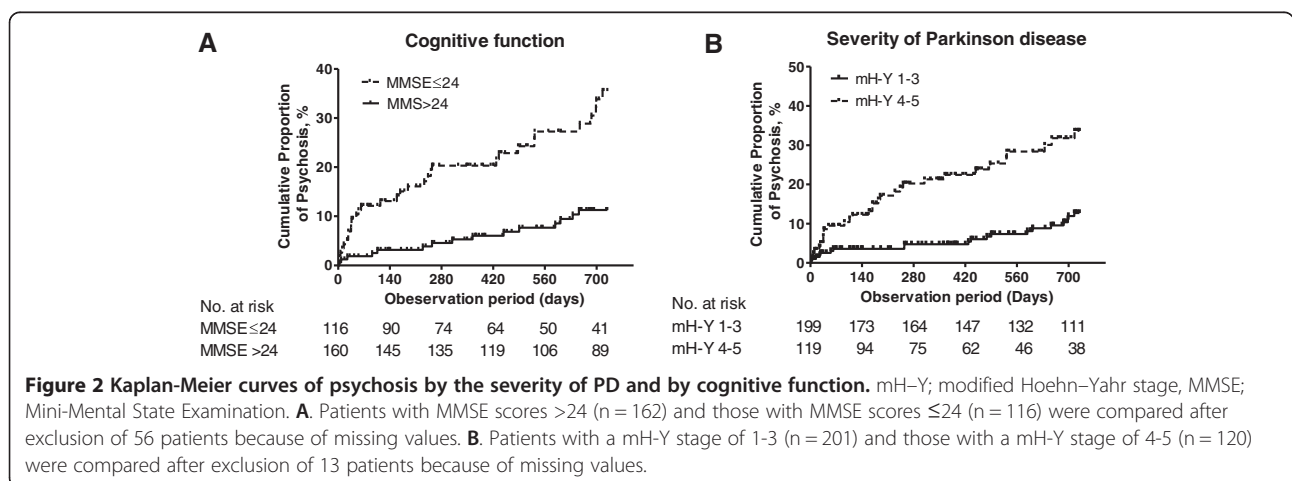 A
Cognitive function
Cumulative Proportion
of Psychosis, %
40
30
20
10
0
MMSE≤24
MMS>24
0 140 280 420 560 700
Obeservation period (days)
No. at risk
MMSE≤24 116 90 74 64 50 41
MMSE >24 160 145 135 119 106 89
B
Severity of Parkinson disease
Cumulative Proportion
of Psychosis, %
50
40
30
20
10
0
mH-Y 1-3
mH-Y 4-5
0 140 280 420 560 700
Observation period (Days)
No. at risk
mH-Y 1-3 199 173 164 147 132 111
mH-Y 4-5 119 94 75 62 46 38
Figure 2 Kaplan-Meier curves of psychosis by the severity of PD and by cognitive function. mH–Y; modified Hoehn–Yahr stage, MMSE;
Mini-Mental State Examination. A. Patients with MMSE scores >24 (n = 162) and those with MMSE scores ≤24 (n = 116) were compared after
exclusion of 56 patients because of missing values. B. Patients with a mH-Y stage of 1-3 (n = 201) and those with a mH-Y stage of 4-5 (n = 120)
were compared after exclusion of 13 patients because of missing values.